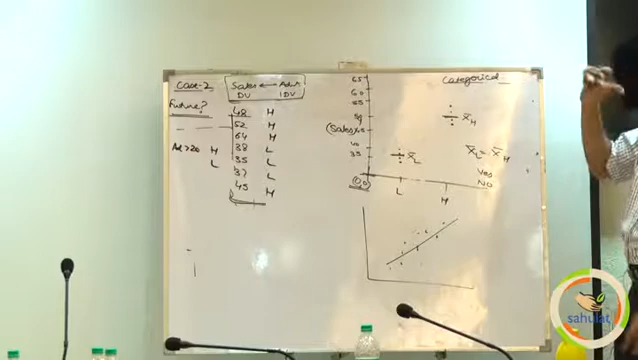 Case-2
Sales ← Advt
DV IDV
Future?
48 H
52 H
64 H
Ad >20 H
38 L
L
35 L
37 L
45 H
Categorical
65
60
55
50
(Sales) 45
40
35
(0,0)
X̄H
X̄L
L
H
X̄L = X̄H
Yes
No
sahulat